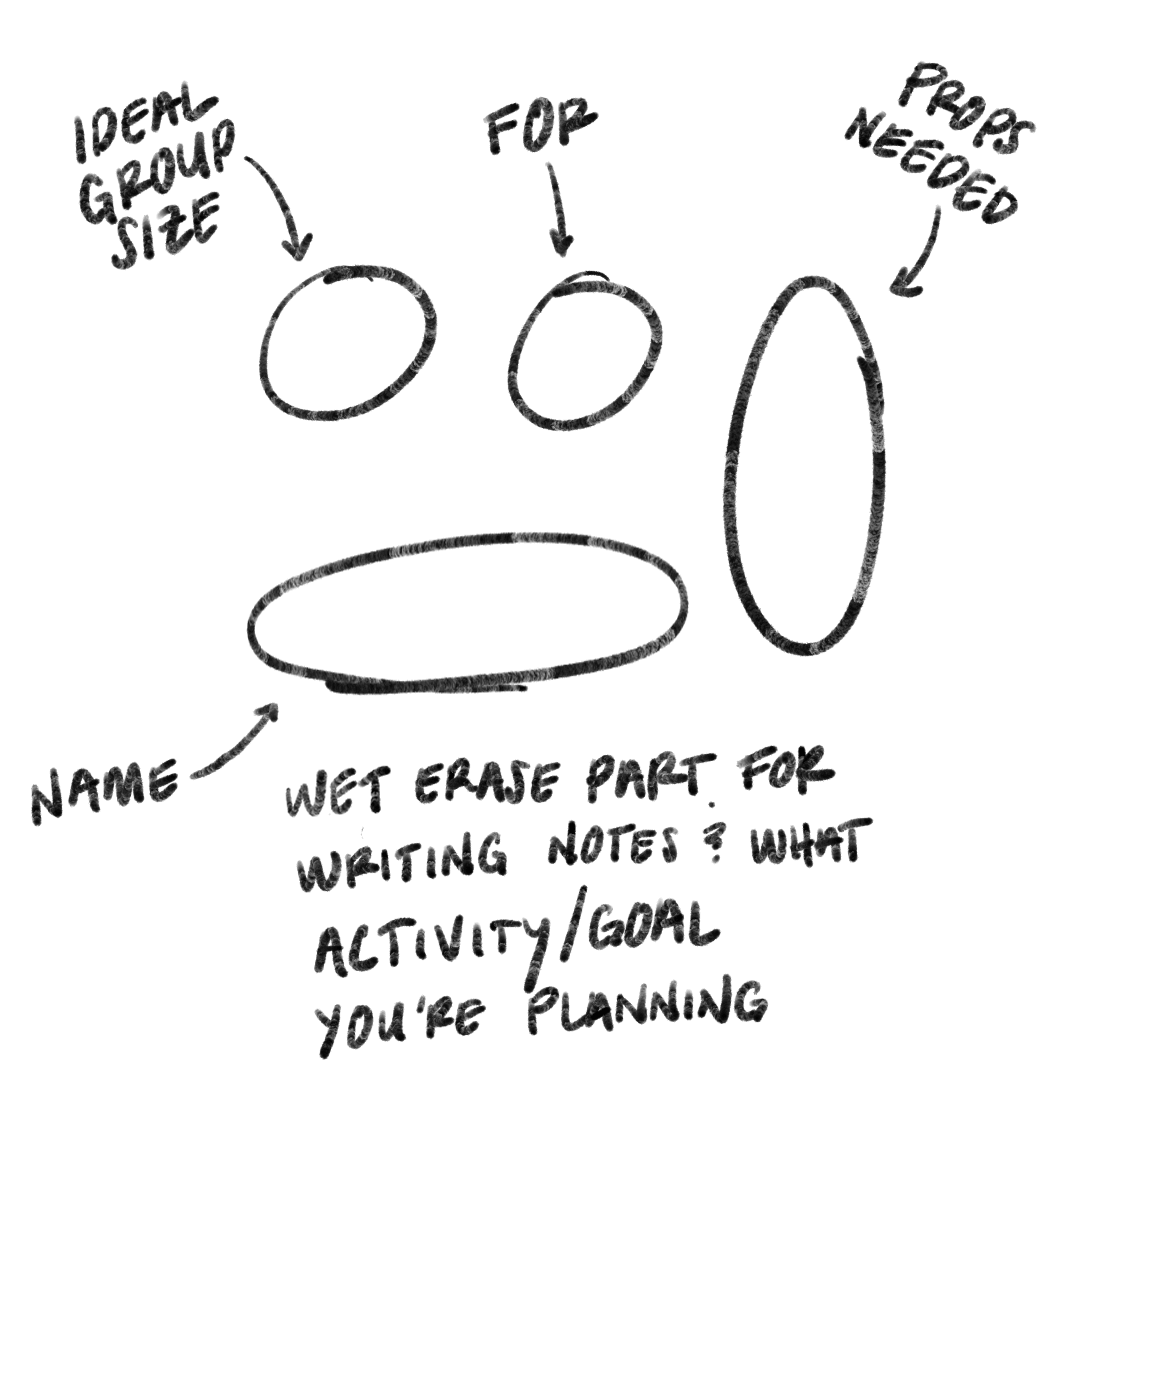 IDEAL
GROUP
SIZE
FOR
PROPS
NEEDED
NAME
WET ERASE PART FOR
WRITING NOTES? WHAT
ACTIVITY/GOAL
YOU'RE PLANNING